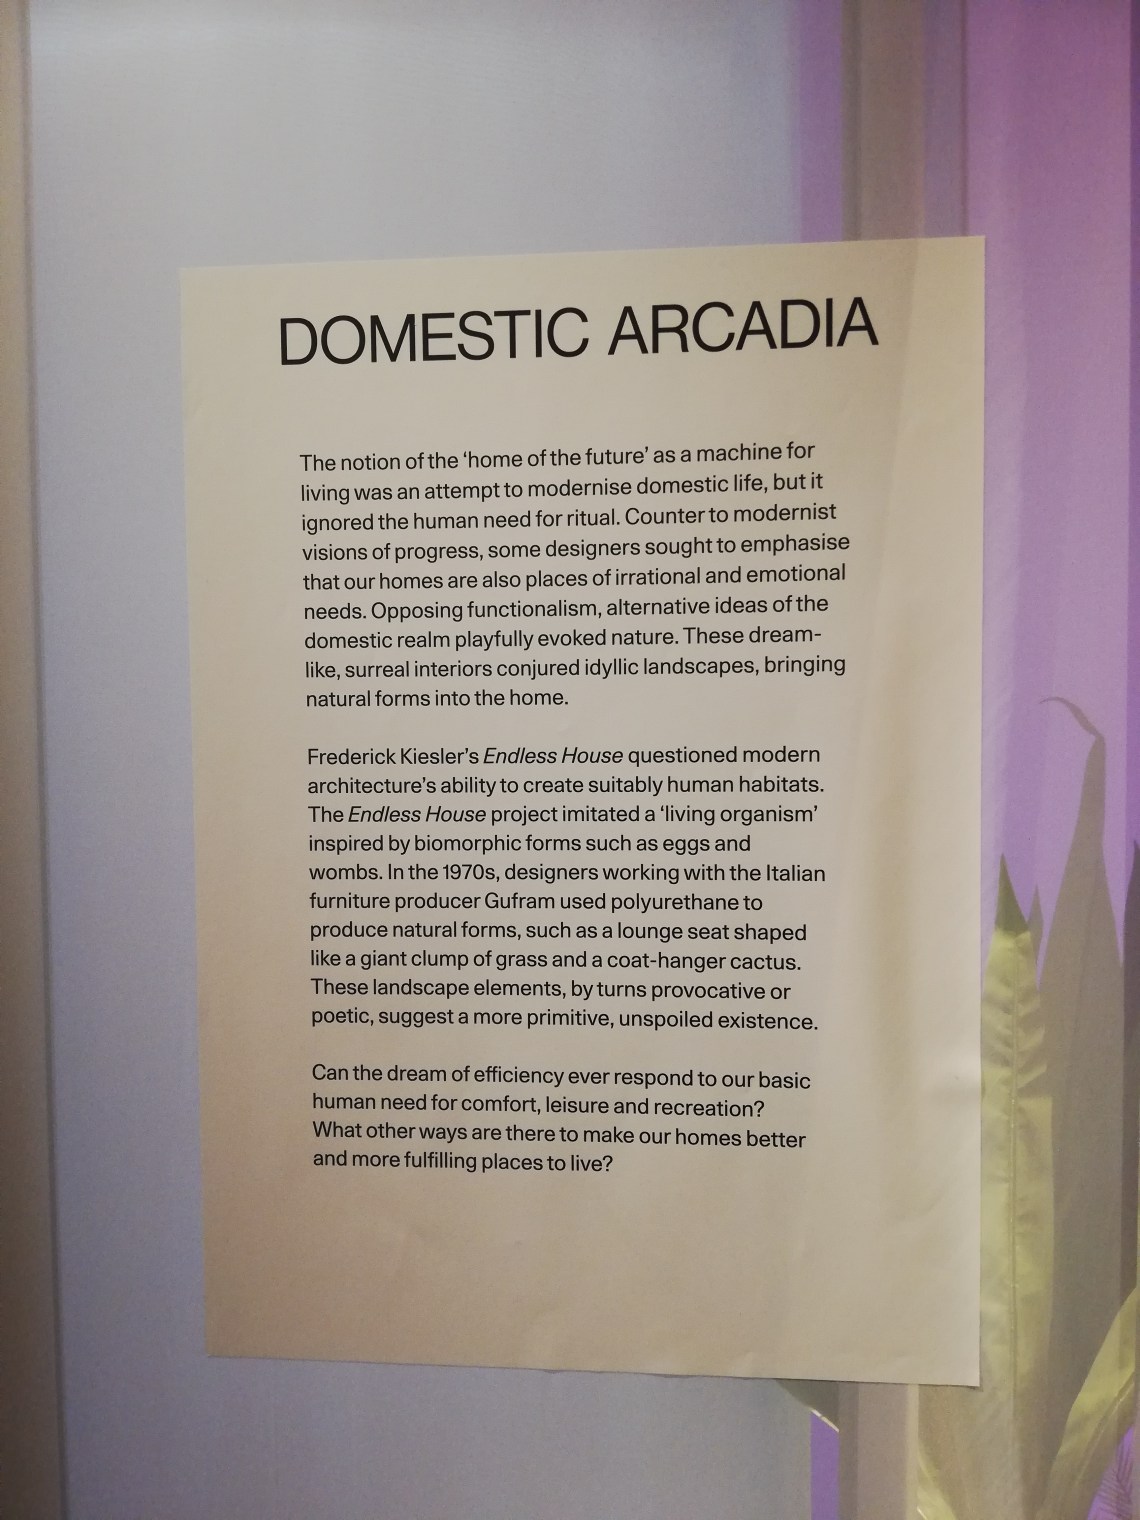 DOMESTIC ARCADIA
The notion of the ‘home of the future’ as a machine for
living was an attempt to modernise domestic life, but it
ignored the human need for ritual. Counter to modernist
visions of progress, some designers sought to emphasise
that our homes are also places of irrational and emotional
needs. Opposing functionalism, alternative ideas of the
domestic realm playfully evoked nature. These dream-
like, surreal interiors conjured idyllic landscapes, bringing
natural forms into the home.
Frederick Kiesler’s Endless House questioned modern
architecture’s ability to create suitably human habitats.
The Endless House project imitated a ‘living organism’
inspired by biomorphic forms such as eggs and
wombs. In the 1970s, designers working with the Italian
furniture producer Gufram used polyurethane to
produce natural forms, such as a lounge seat shaped
like a giant clump of grass and a coat-hanger cactus.
These landscape elements, by turns provocative or
poetic, suggest a more primitive, unspoiled existence.
Can the dream of efficiency ever respond to our basic
human need for comfort, leisure and recreation?
What other ways are there to make our homes better
and more fulfilling places to live?